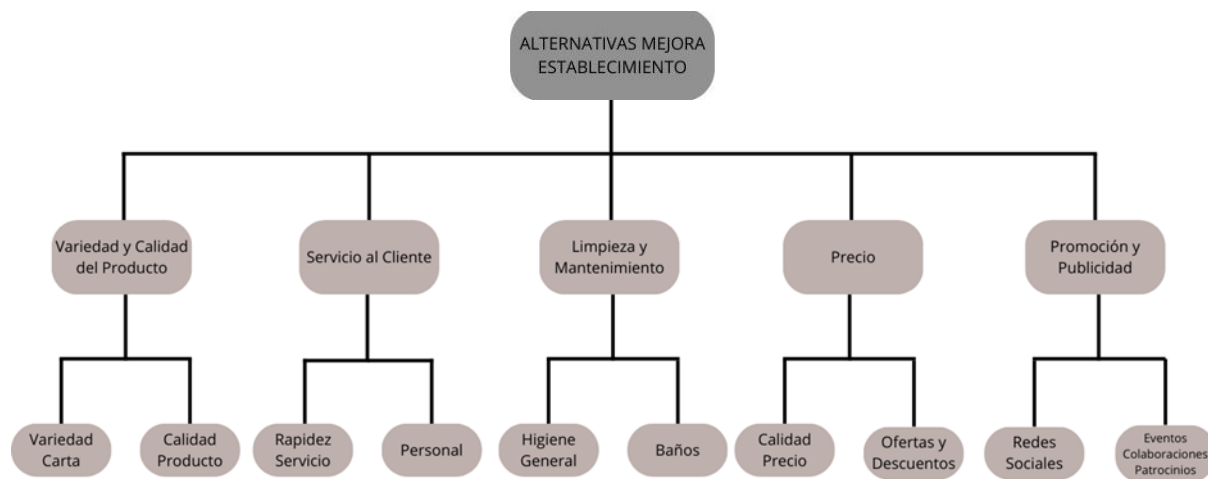 ALTERNATIVAS MEJORA
ESTABLECIMIENTO
Variedad y Calidad
del Producto
Servicio al Cliente
Limpieza y
Mantenimiento
Precio
Promoción y
Publicidad
Variedad
Carta
Calidad
Producto
Rapidez
Servicio
Personal
Higiene
General
Baños
Calidad
Precio
Ofertas y
Descuentos
Redes
Sociales
Eventos
Colaboraciones
Patrocinios